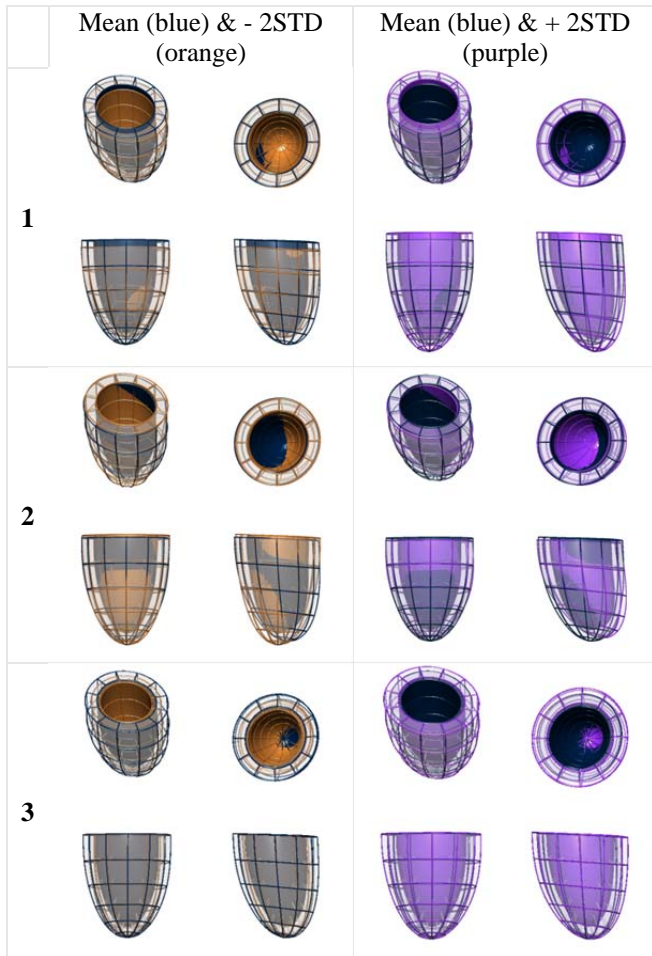 Mean (blue) & - 2STD
(orange)
Mean (blue) & + 2STD
(purple)
1
2
3